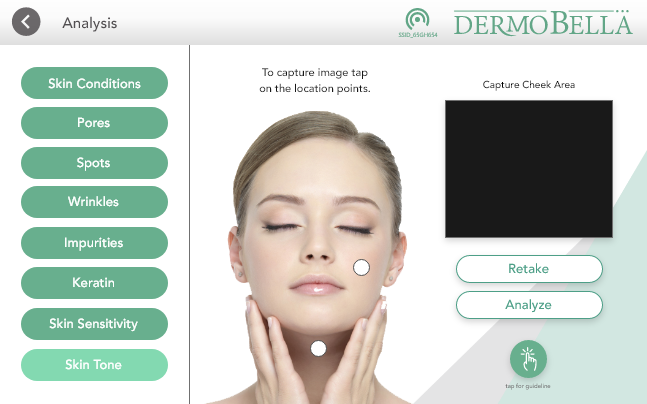 Analysis
SSID_65GH654
DERMOBELLA
Skin Conditions
Pores
Spots
Wrinkles
Impurities
Keratin
Skin Sensitivity
Skin Tone
To capture image tap
on the location points.
Capture Cheek Area
Retake
Analyze
tap for guideline